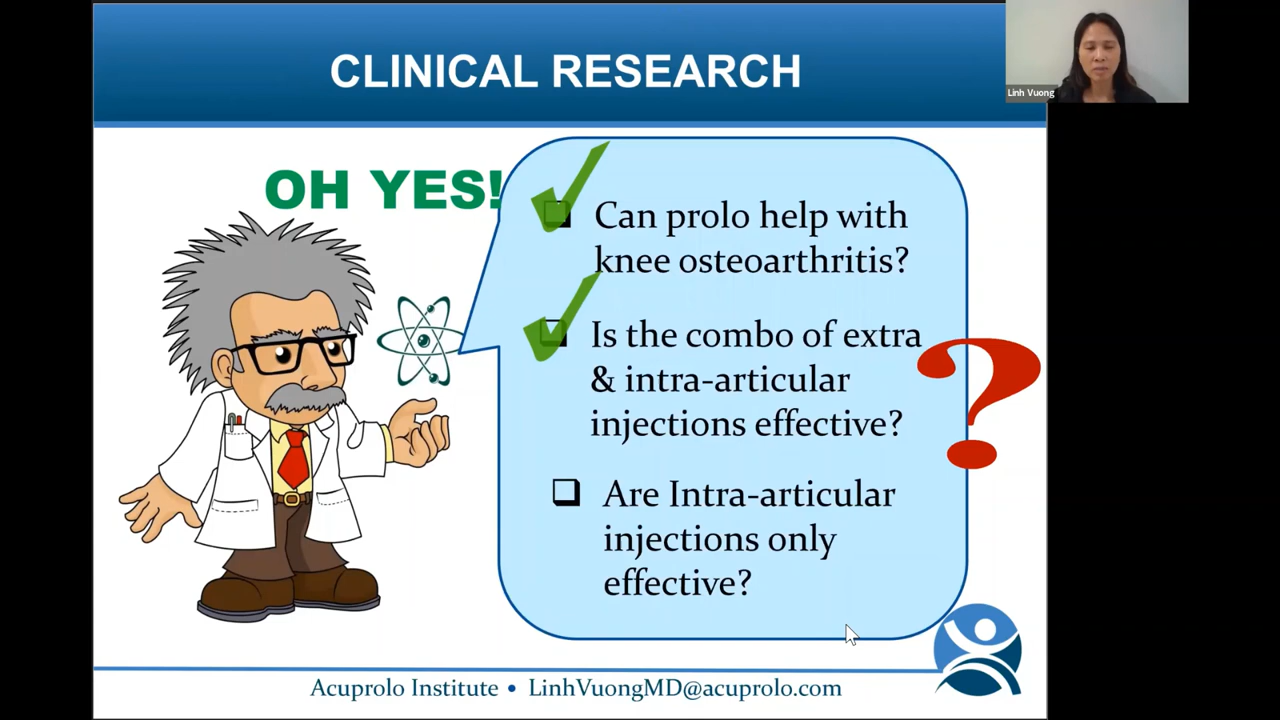 CLINICAL RESEARCH
Linh Vuong
OH YES!
Can prolo help with
knee osteoarthritis?
Is the combo of extra
& intra-articular
injections effective?
?
Are Intra-articular
injections only
effective?
Acuprolo Institute • LinhVuongMD@acuprolo.com